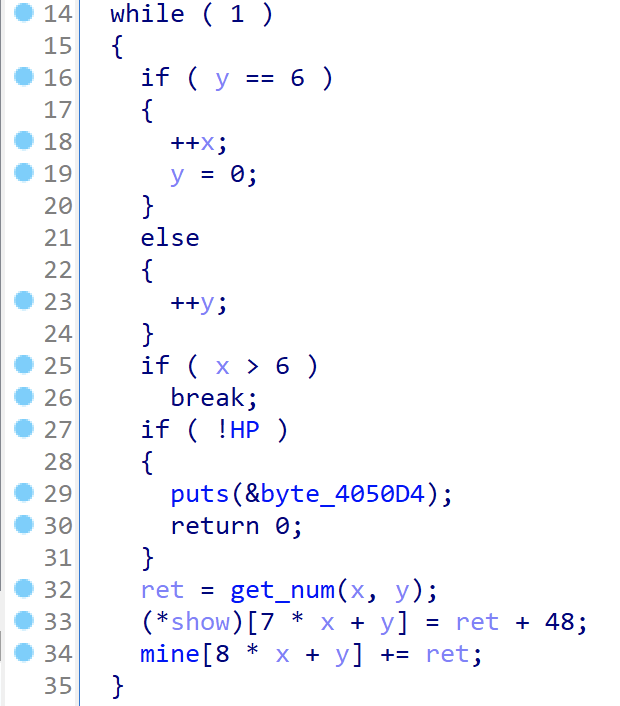 14 while ( 1 )
15 {
16 if ( y == 6 )
17 {
18 ++x;
19 y = 0;
20 }
21 else
22 {
23 ++y;
24 }
25 if ( x > 6 )
26 break;
27 if ( !HP )
28 {
29 puts(&byte_4050D4);
30 return 0;
31 }
32 ret = get_num(x, y);
33 (*show)[7 * x + y] = ret + 48;
34 mine[8 * x + y] += ret;
35 }